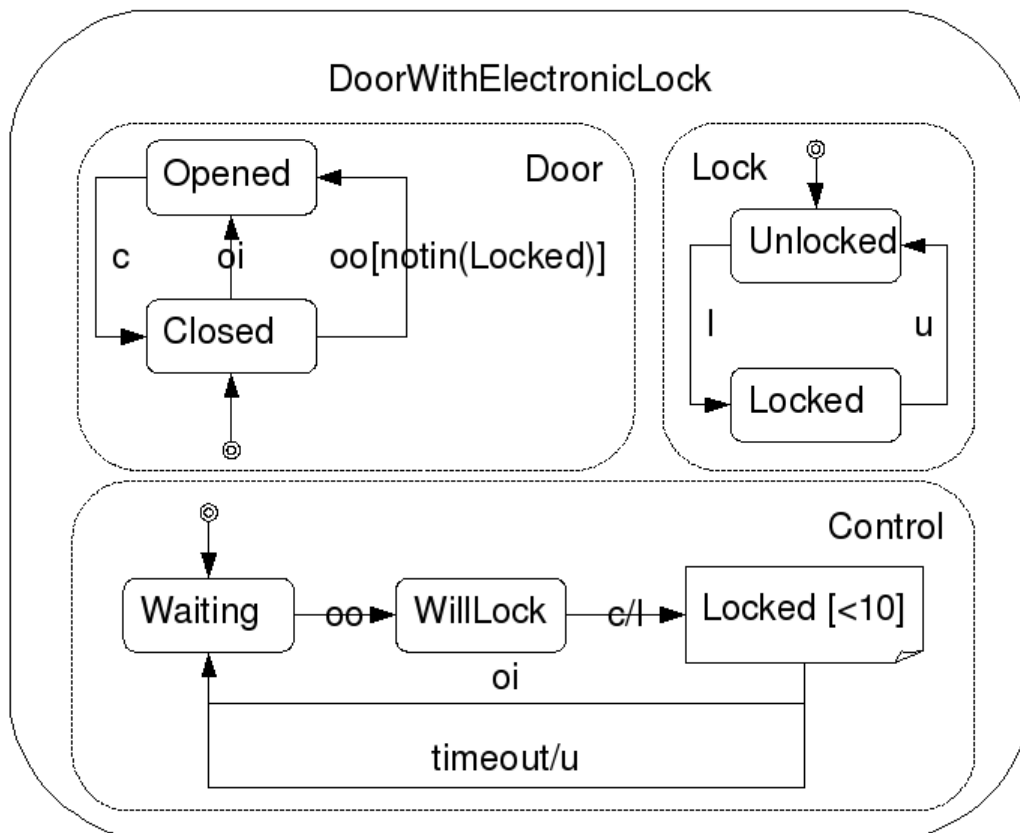 DoorWithElectronicLock
Door
Opened
c
oi
oo[notin(Locked)]
Closed
Lock
Unlocked
l
u
Locked
Control
Waiting
oo
WillLock
c/l
Locked [<10]
oi
timeout/u